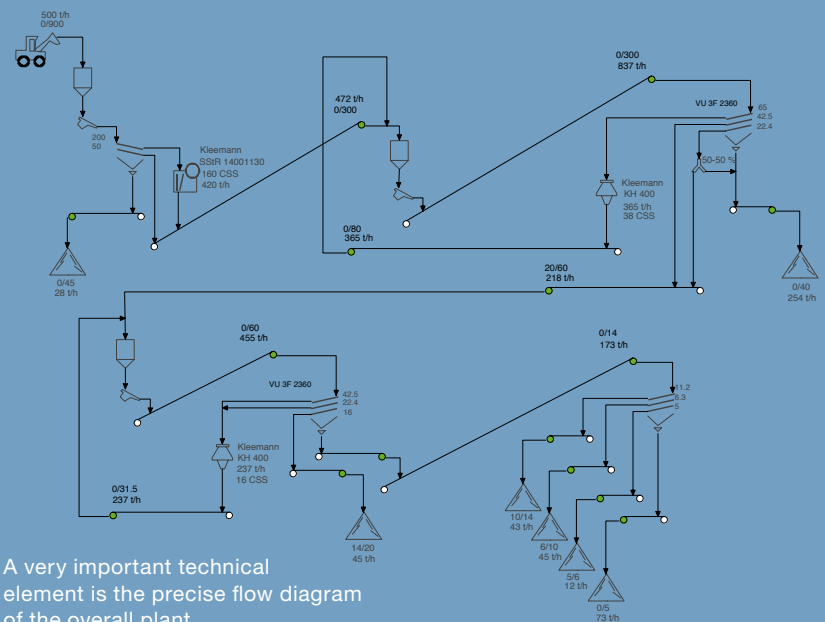 500 t/h
0/900
200
50
Kleemann
SStR 14001130
160 CSS
420 t/h
0/45
28 t/h
472 t/h
0/300
0/80
365 t/h
0/300
837 t/h
VU 3F 2360
65
42.5
22.4
50-50 %
Kleemann
KH 400
365 t/h
38 CSS
0/40
254 t/h
20/60
218 t/h
0/60
455 t/h
VU 3F 2360
42.5
22.4
16
Kleemann
KH 400
237 t/h
16 CSS
0/31.5
237 t/h
14/20
45 t/h
0/14
173 t/h
11.2
6.3
5
10/14
43 t/h
6/10
45 t/h
5/6
12 t/h
0/5
73 t/h
A very important technical
element is the precise flow diagram
of the overall plant